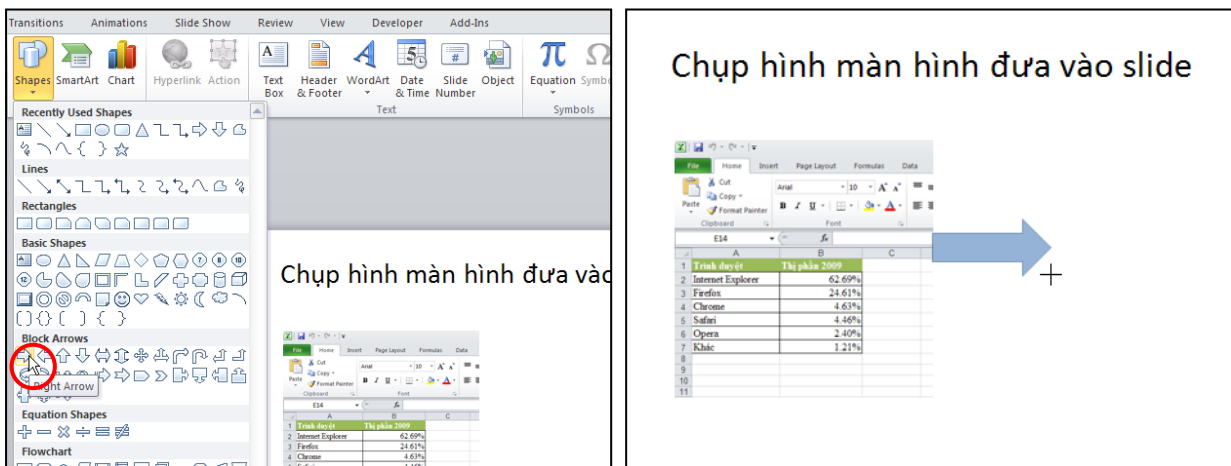 Transitions Animations Slide Show Review View Developer Add-Ins
Shapes SmartArt Chart Hyperlink Action Text Box Header & Footer WordArt Date & Time Slide Number Object Equation
Text Symbols
Recently Used Shapes
Lines
Rectangles
Basic Shapes
Block Arrows
Right Arrow
Equation Shapes
Flowchart
Chụp hình màn hình đưa
File Home Insert Page Layout Formulas Data
Cut
Copy
Paste
Format Painter
Arial 10
B I U
Clipboard Font
E14 fx
A B C
1 Trình duyệt Thị phần 2009
2 Internet Explorer 62.69%
3 Firefox 24.61%
4 Chrome 4.63%
Chụp hình màn hình đưa vào slide
File Home Insert Page Layout Formulas Data
Cut
Copy
Paste
Format Painter
Arial 10
B I U
Clipboard Font
E14 fx
A B C
1 Trình duyệt Thị phần 2009
2 Internet Explorer 62.69%
3 Firefox 24.61%
4 Chrome 4.63%
5 Safari 4.46%
6 Opera 2.40%
7 Khác 1.21%
8
9
10
11